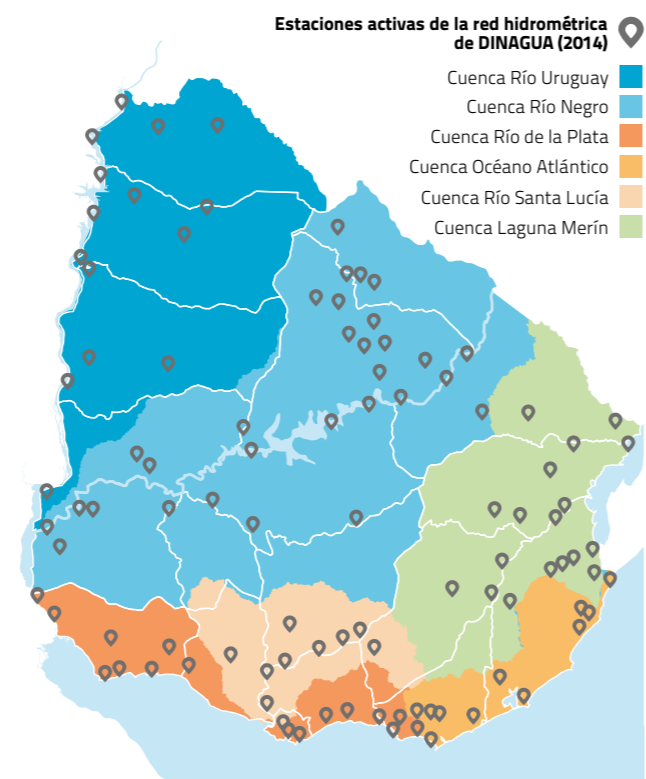 Estaciones activas de la red hidrométrica
de DINAGUA (2014)
Cuenca Río Uruguay
Cuenca Río Negro
Cuenca Río de la Plata
Cuenca Océano Atlántico
Cuenca Río Santa Lucía
Cuenca Laguna Merín